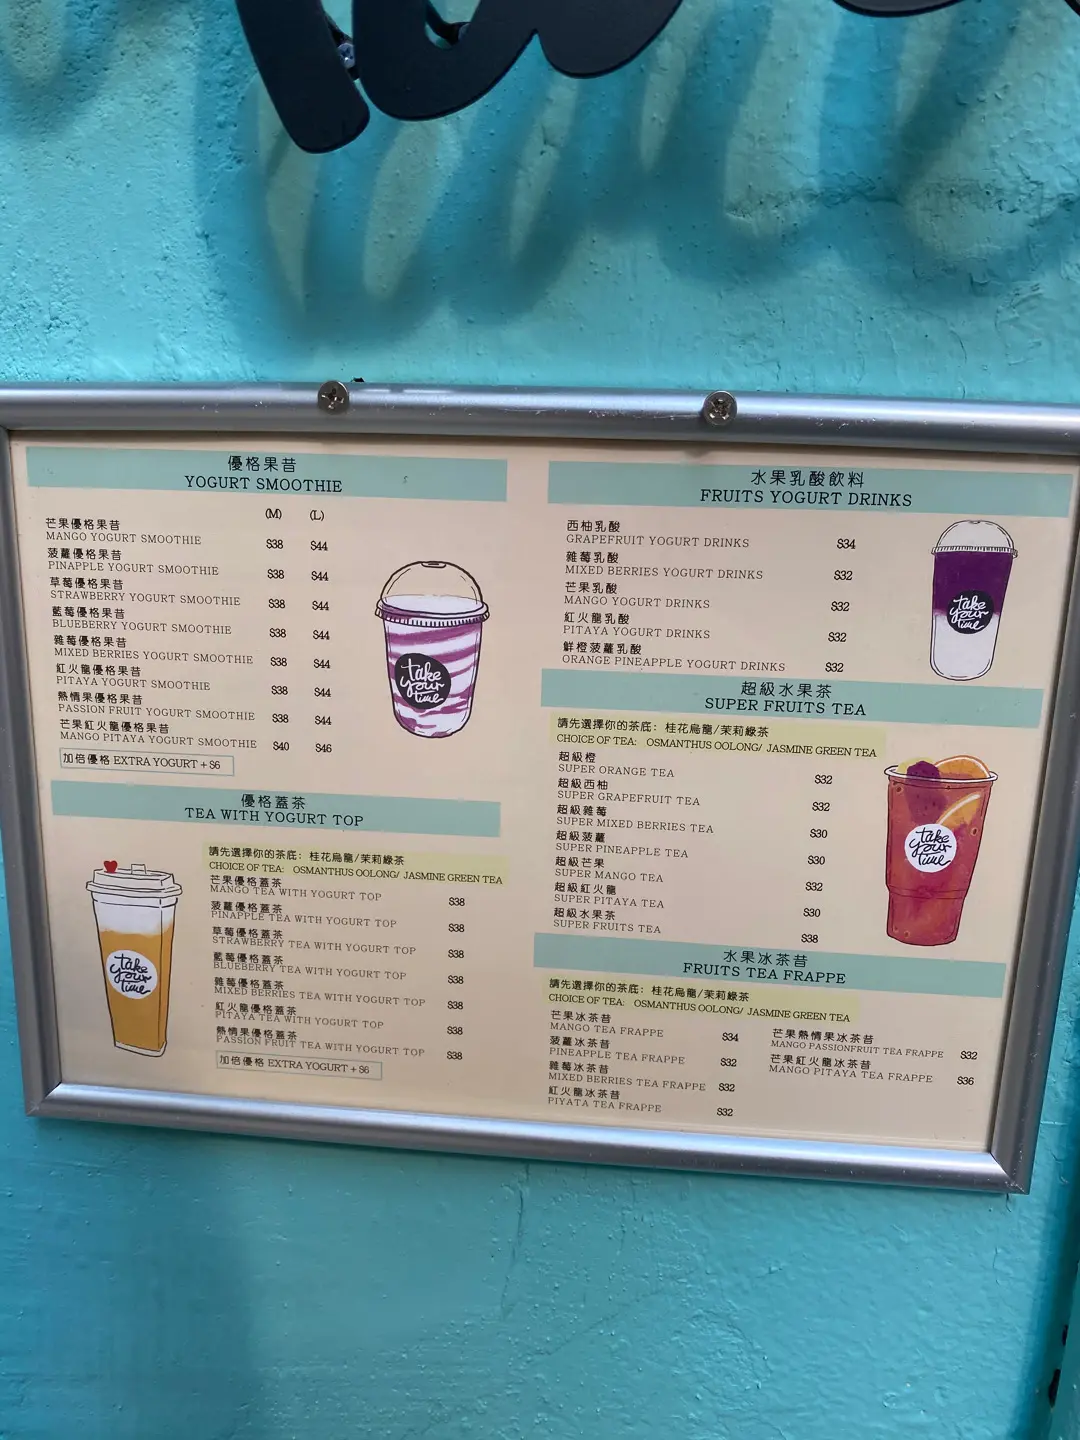 優格果昔
YOGURT SMOOTHIE
(M) (L)
芒果優格果昔
MANGO YOGURT SMOOTHIE $38 $44
菠蘿優格果昔
PINAPPLE YOGURT SMOOTHIE $38 $44
草莓優格果昔
STRAWBERRY YOGURT SMOOTHIE $38 $44
藍莓優格果昔
BLUEBERRY YOGURT SMOOTHIE $38 $44
雜莓優格果昔
MIXED BERRIES YOGURT SMOOTHIE $38 $44
紅火龍優格果昔
PITAYA YOGURT SMOOTHIE $38 $44
熱情果優格果昔
PASSION FRUIT YOGURT SMOOTHIE $38 $44
芒果紅火龍優格果昔
MANGO PITAYA YOGURT SMOOTHIE $40 $46
加倍優格 EXTRA YOGURT + $6
take
your
time
優格蓋茶
TEA WITH YOGURT TOP
請先選擇你的茶底: 桂花烏龍/茉莉綠茶
CHOICE OF TEA: OSMANTHUS OOLONG/ JASMINE GREEN TEA
芒果優格蓋茶
MANGO TEA WITH YOGURT TOP $38
菠蘿優格蓋茶
PINAPPLE TEA WITH YOGURT TOP $38
草莓優格蓋茶
STRAWBERRY TEA WITH YOGURT TOP $38
藍莓優格蓋茶
BLUEBERRY TEA WITH YOGURT TOP $38
雜莓優格蓋茶
MIXED BERRIES TEA WITH YOGURT TOP $38
紅火龍優格蓋茶
PITAYA TEA WITH YOGURT TOP $38
熱情果優格蓋茶
PASSION FRUIT TEA WITH YOGURT TOP $38
加倍優格 EXTRA YOGURT + $6
take
your
time
水果乳酸飲料
FRUITS YOGURT DRINKS
西柚乳酸
GRAPEFRUIT YOGURT DRINKS $34
雜莓乳酸
MIXED BERRIES YOGURT DRINKS $32
芒果乳酸
MANGO YOGURT DRINKS $32
紅火龍乳酸
PITAYA YOGURT DRINKS $32
鮮橙菠蘿乳酸
ORANGE PINEAPPLE YOGURT DRINKS $32
take
your
time
超級水果茶
SUPER FRUITS TEA
請先選擇你的茶底: 桂花烏龍/茉莉綠茶
CHOICE OF TEA: OSMANTHUS OOLONG/ JASMINE GREEN TEA
超級橙
SUPER ORANGE TEA $32
超級西柚
SUPER GRAPEFRUIT TEA $32
超級雜莓
SUPER MIXED BERRIES TEA $30
超級菠蘿
SUPER PINEAPPLE TEA $30
超級芒果
SUPER MANGO TEA $32
超級紅火龍
SUPER PITAYA TEA $30
超級水果茶
SUPER FRUITS TEA $38
take
your
time
水果冰茶昔
FRUITS TEA FRAPPE
請先選擇你的茶底: 桂花烏龍/茉莉綠茶
CHOICE OF TEA: OSMANTHUS OOLONG/ JASMINE GREEN TEA
芒果冰茶昔
MANGO TEA FRAPPE $34
菠蘿冰茶昔
PINEAPPLE TEA FRAPPE $32
雜莓冰茶昔
MIXED BERRIES TEA FRAPPE $32
紅火龍冰茶昔
PIYATA TEA FRAPPE $32
芒果熱情果冰茶昔
MANGO PASSIONFRUIT TEA FRAPPE $32
芒果紅火龍冰茶昔
MANGO PITAYA TEA FRAPPE $36